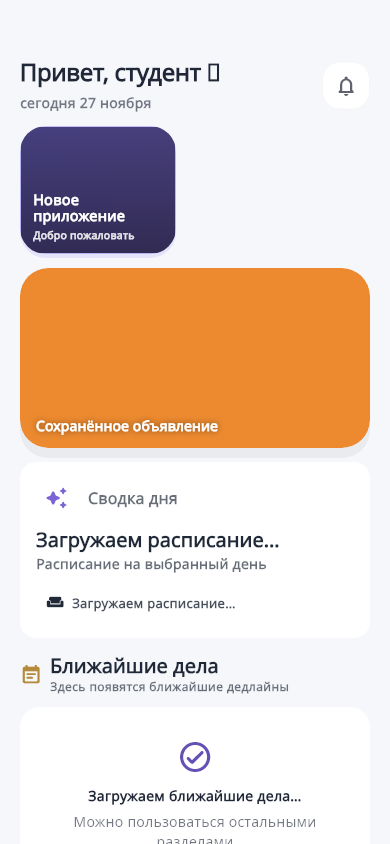 Привет, студент
сегодня 27 ноября
Новое
приложение
Добро пожаловать
Сохранённое объявление
Сводка дня
Загружаем расписание...
Расписание на выбранный день
Загружаем расписание...
Ближайшие дела
Здесь появятся ближайшие дедлайны
Загружаем ближайшие дела...
Можно пользоваться остальными
разделами